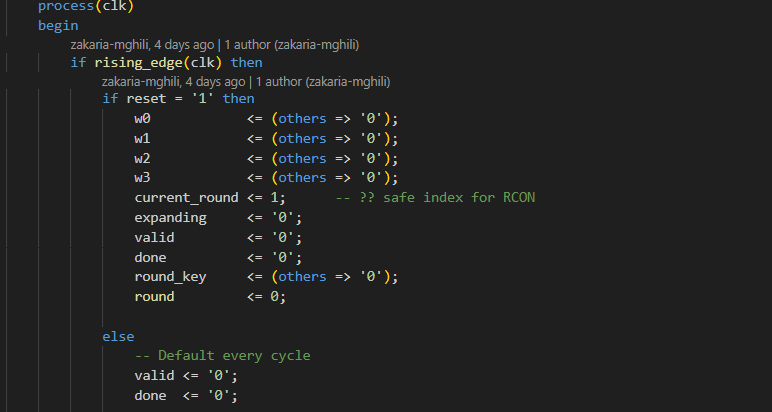 process(clk)
begin
zakaria-mghili, 4 days ago | 1 author (zakaria-mghili)
if rising_edge(clk) then
zakaria-mghili, 4 days ago | 1 author (zakaria-mghili)
if reset = '1' then
w0 <= (others => '0');
w1 <= (others => '0');
w2 <= (others => '0');
w3 <= (others => '0');
current_round <= 1; -- ?? safe index for RCON
expanding <= '0';
valid <= '0';
done <= '0';
round_key <= (others => '0');
round <= 0;
else
-- Default every cycle
valid <= '0';
done <= '0';